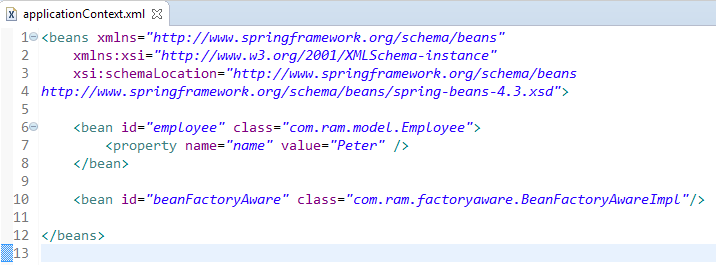 applicationContext.xml
1 <beans xmlns="http://www.springframework.org/schema/beans"
2 xmlns:xsi="http://www.w3.org/2001/XMLSchema-instance"
3 xsi:schemaLocation="http://www.springframework.org/schema/beans
4 http://www.springframework.org/schema/beans/spring-beans-4.3.xsd">
5
6 <bean id="employee" class="com.ram.model.Employee">
7 <property name="name" value="Peter" />
8 </bean>
9
10 <bean id="beanFactoryAware" class="com.ram.factoryaware.BeanFactoryAwareImpl"/>
11
12 </beans>
13